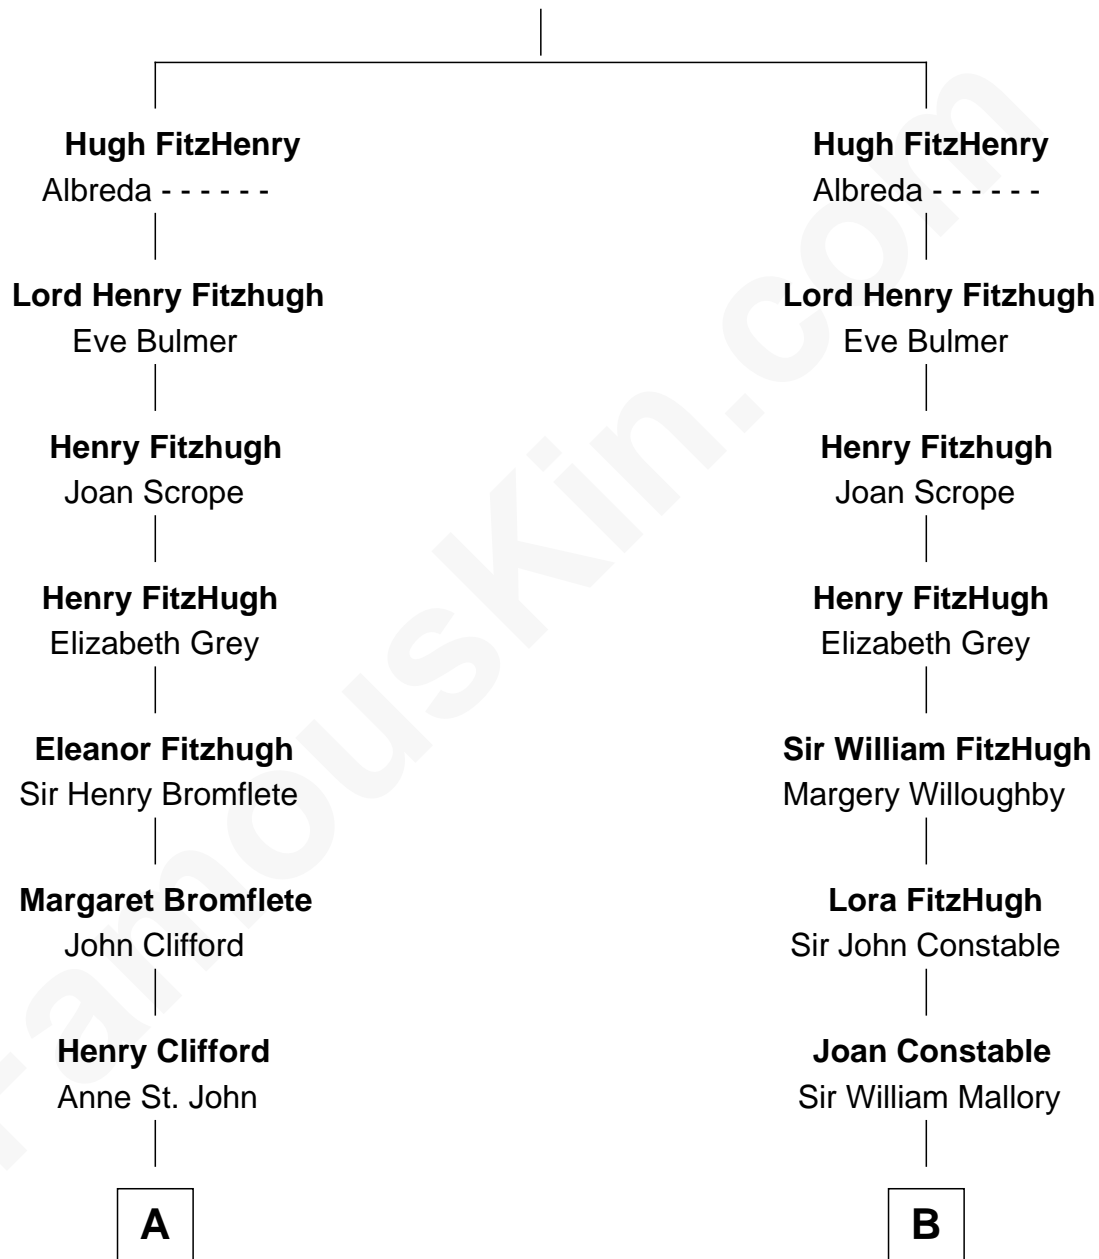 Hugh FitzHenry
Albreda - - - - - -
Lord Henry Fitzhugh
Eve Bulmer
Henry Fitzhugh
Joan Scrope
Henry FitzHugh
Elizabeth Grey
Eleanor Fitzhugh
Sir Henry Bromflete
Margaret Bromflete
John Clifford
Henry Clifford
Anne St. John
A
Hugh FitzHenry
Albreda - - - - - -
Lord Henry Fitzhugh
Eve Bulmer
Henry Fitzhugh
Joan Scrope
Henry FitzHugh
Elizabeth Grey
Sir William FitzHugh
Margery Willoughby
Lora FitzHugh
Sir John Constable
Joan Constable
Sir William Mallory
B
FamousKin.com